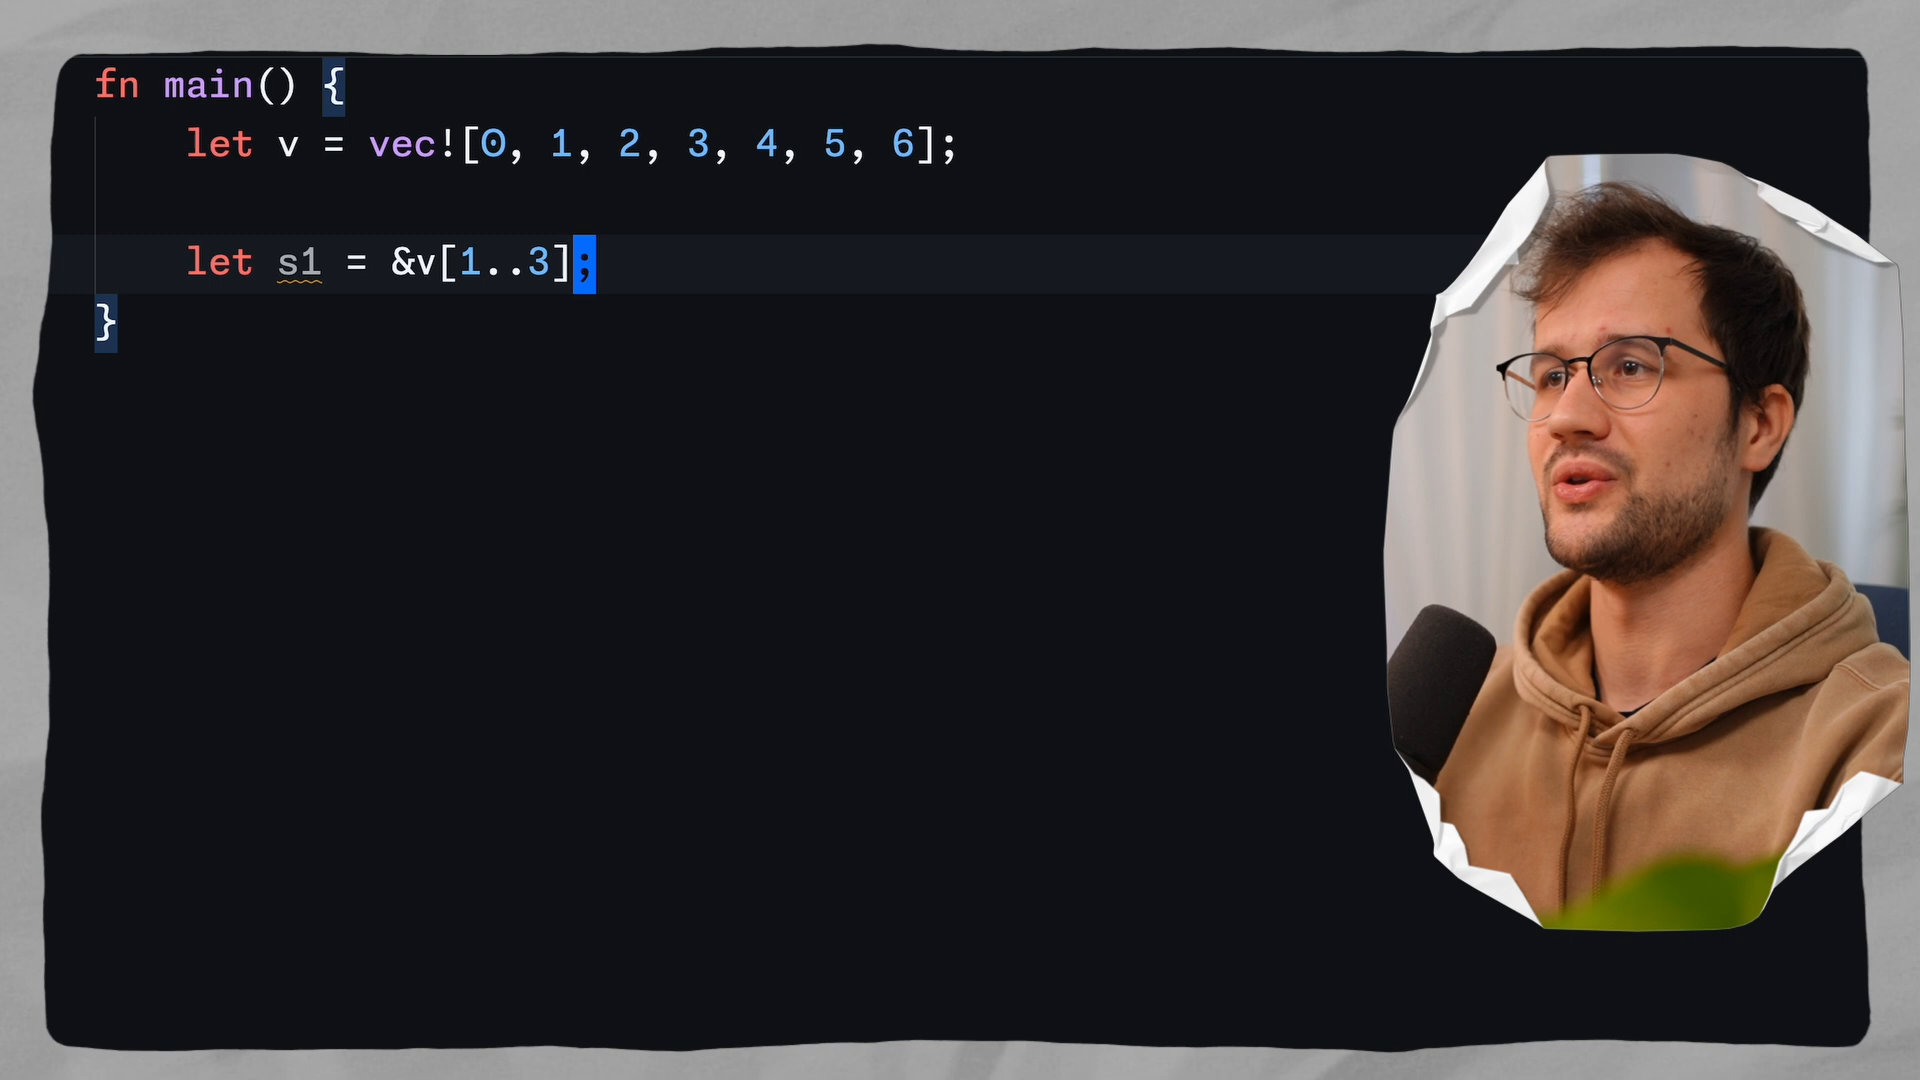 fn main() {
    let v = vec![0, 1, 2, 3, 4, 5, 6];
    let s1 = &v[1..3];
}